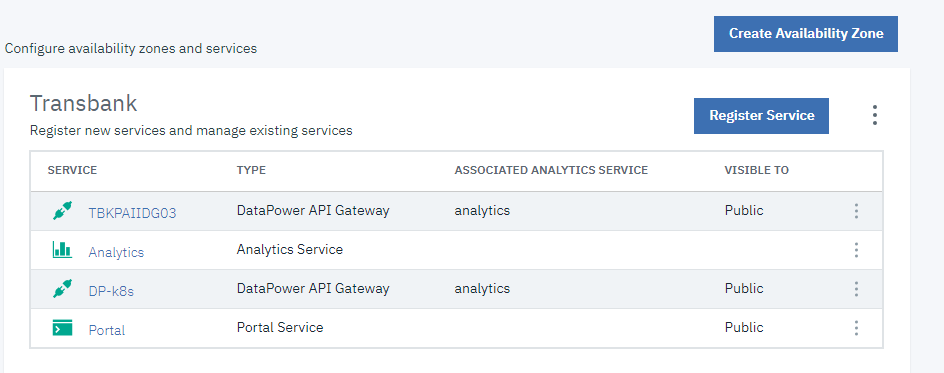 Create Availability Zone
Configure availability zones and services
Transbank
Register new services and manage existing services
Register Service
SERVICE TYPE ASSOCIATED ANALYTICS SERVICE VISIBLE TO
TBKPAIIDG03 DataPower API Gateway analytics Public
Analytics Analytics Service
DP-k8s DataPower API Gateway analytics Public
Portal Portal Service Public